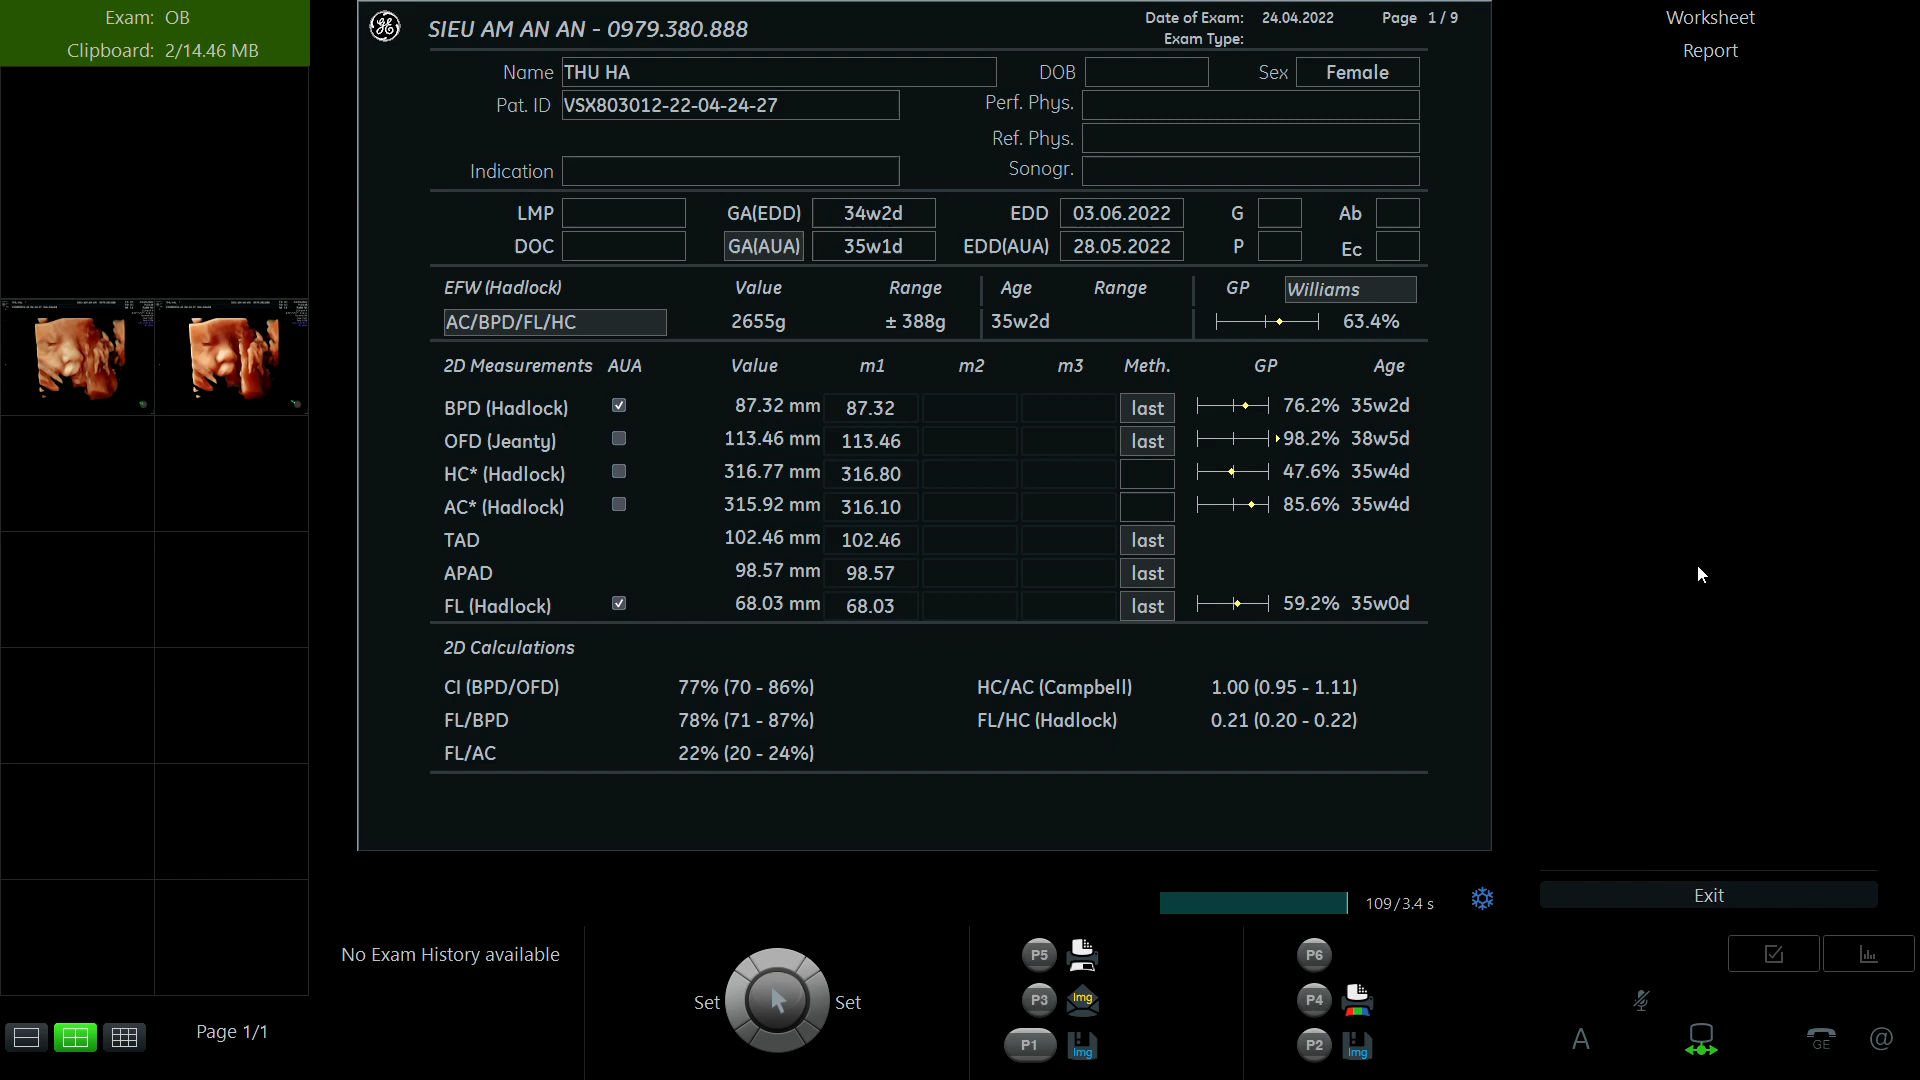 Exam: OB
Clipboard: 2/14.46 MB
SIEU AM AN AN - 0979.380.888
Date of Exam: 24.04.2022 Page 1 / 9
Exam Type:
Name THU HA DOB Sex Female
Pat. ID VSX803012-22-04-24-27 Perf. Phys.
Ref. Phys.
Indication Sonogr.
LMP GA(EDD) 34w2d EDD 03.06.2022 G Ab
DOC GA(AUA) 35w1d EDD(AUA) 28.05.2022 P Ec
EFW (Hadlock) Value Range Age Range GP Williams
AC/BPD/FL/HC 2655g ± 388g 35w2d 63.4%
2D Measurements AUA Value m1 m2 m3 Meth. GP Age
BPD (Hadlock) 87.32 mm 87.32 last 76.2% 35w2d
OFD (Jeanty) 113.46 mm 113.46 last 98.2% 38w5d
HC* (Hadlock) 316.77 mm 316.80 47.6% 35w4d
AC* (Hadlock) 315.92 mm 316.10 85.6% 35w4d
TAD 102.46 mm 102.46 last
APAD 98.57 mm 98.57 last
FL (Hadlock) 68.03 mm 68.03 last 59.2% 35w0d
2D Calculations
CI (BPD/OFD) 77% (70 - 86%) HC/AC (Campbell) 1.00 (0.95 - 1.11)
FL/BPD 78% (71 - 87%) FL/HC (Hadlock) 0.21 (0.20 - 0.22)
FL/AC 22% (20 - 24%)
Worksheet
Report
109/3.4 s
Exit
No Exam History available
Set Set
P5 P6
P3 Img P4
P1 Img P2 Img
Page 1/1
A GE @